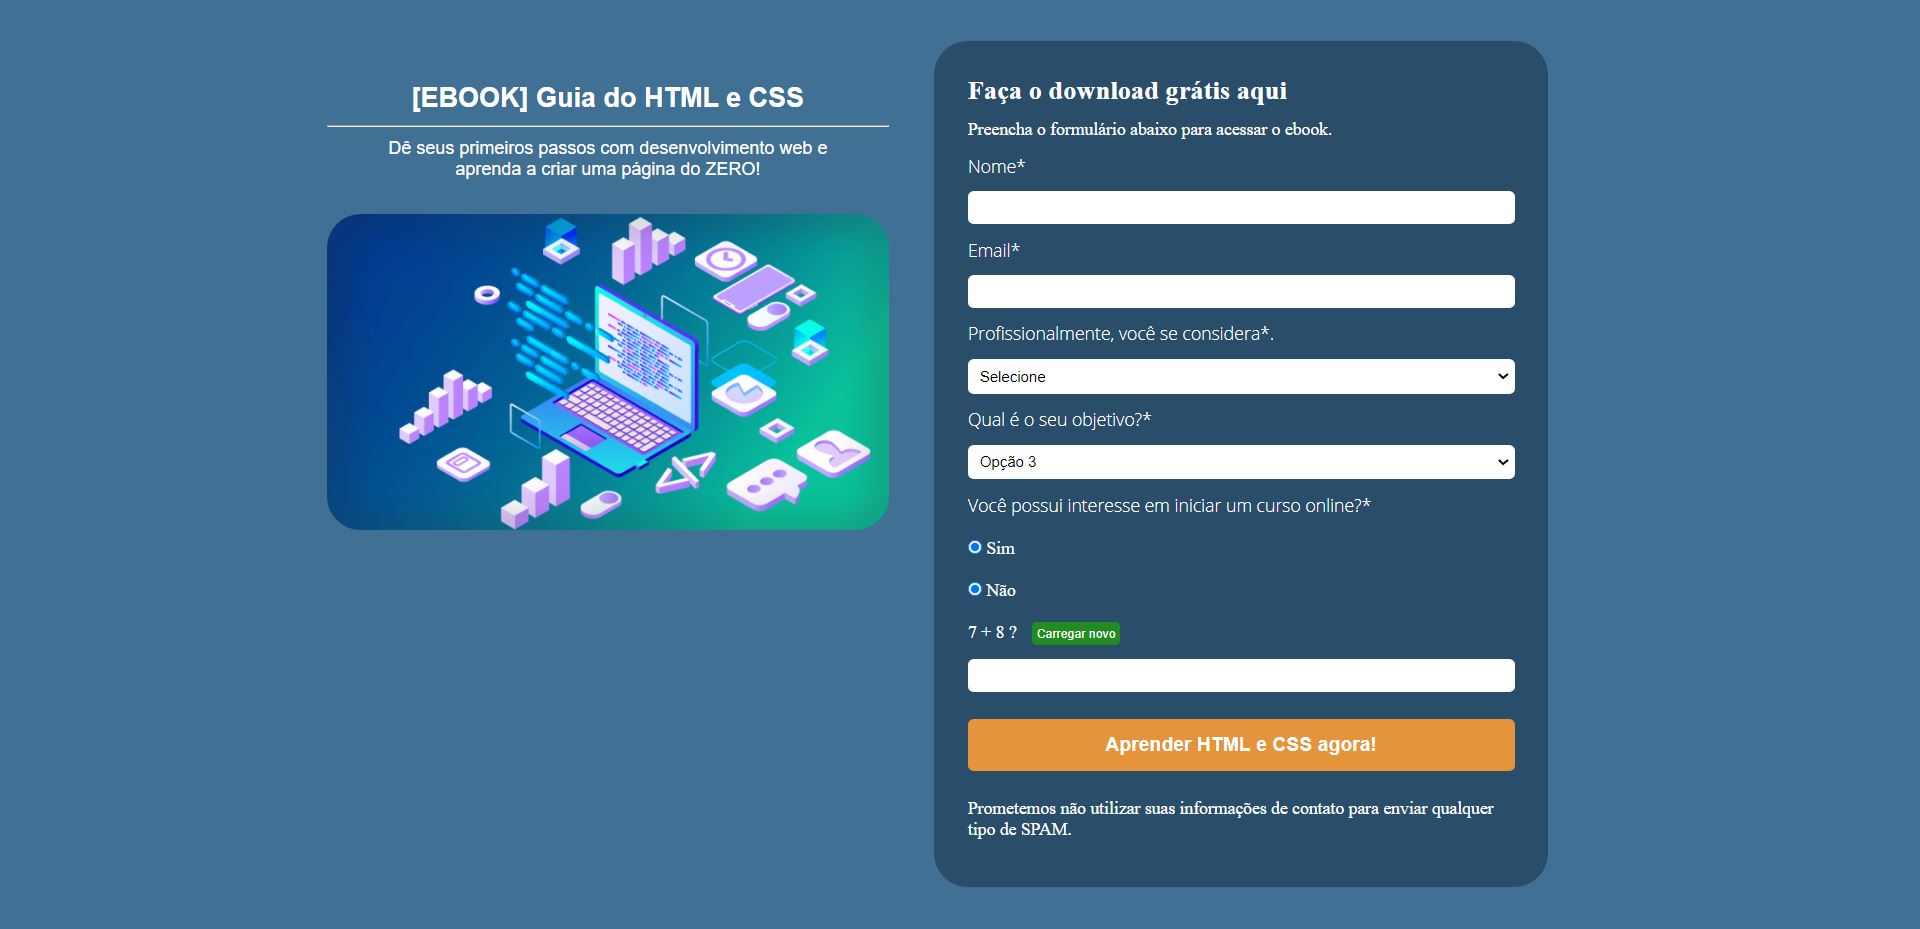 [EBOOK] Guia do HTML e CSS
Dê seus primeiros passos com desenvolvimento web e
aprenda a criar uma página do ZERO!
Faça o download grátis aqui
Preencha o formulário abaixo para acessar o ebook.
Nome*
Email*
Profissionalmente, você se considera*.
Selecione
Qual é o seu objetivo?*
Opção 3
Você possui interesse em iniciar um curso online?*
Sim
Não
7 + 8 ? Carregar novo
Aprender HTML e CSS agora!
Prometemos não utilizar suas informações de contato para enviar qualquer
tipo de SPAM.